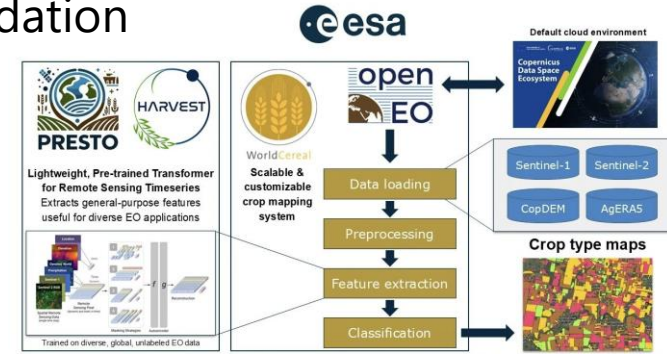 dation
esa
Default cloud environment
Copernicus
Data Space
Ecosystem
PRESTO
HARVEST
Lightweight, Pre-trained Transformer
for Remote Sensing Timeseries
Extracts general-purpose features
useful for diverse EO applications
Trained on diverse, global, unlabeled EO data
WorldCereal
Scalable &
customizable
crop mapping
system
open
EO
Data loading
Preprocessing
Feature extraction
Classification
Sentinel-1
Sentinel-2
CopDEM
AgERA5
Crop type maps